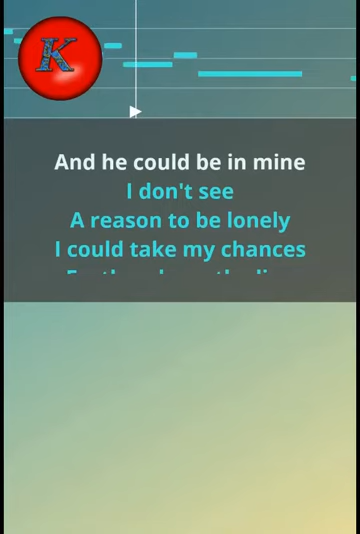 K
And he could be in mine
I don't see
A reason to be lonely
I could take my chances